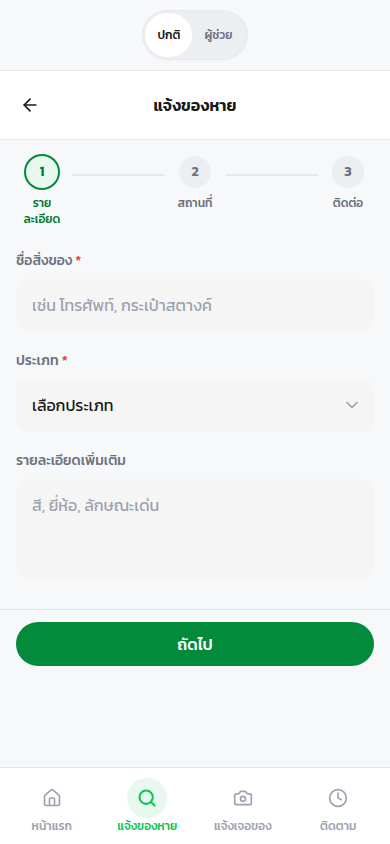 ปกติ ผู้ช่วย
แจ้งของหาย
1 2 3
ราย
ละเอียด
สถานที่
ติดต่อ
ชื่อสิ่งของ *
เช่น โทรศัพท์, กระเป๋าสตางค์
ประเภท *
เลือกประเภท
รายละเอียดเพิ่มเติม
สี, ยี่ห้อ, ลักษณะเด่น
ถัดไป
หน้าแรก แจ้งของหาย แจ้งเจอของ ติดตาม